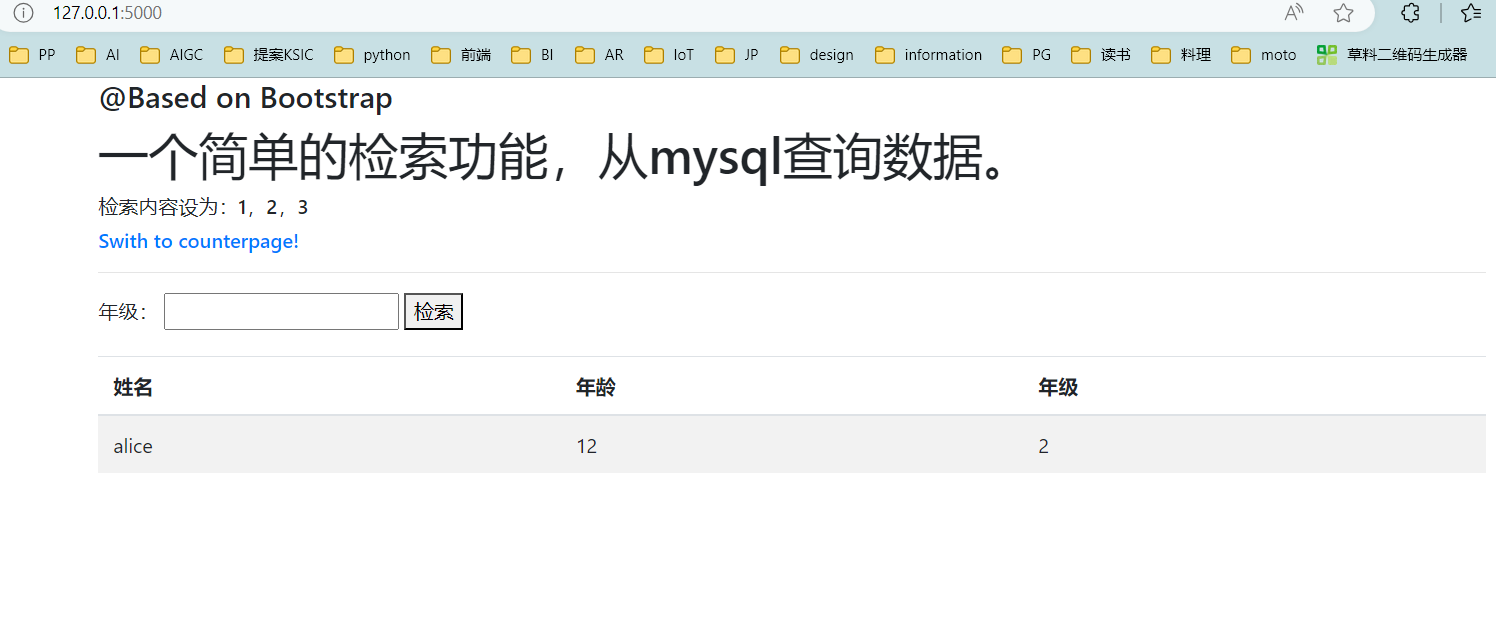 127.0.0.1:5000
PP AI AIGC 提案KSIC python 前端 BI AR IoT JP design information PG 读书 料理 moto 草料二维码生成器
@Based on Bootstrap
一个简单的检索功能，从mysql查询数据。
检索内容设为：1，2，3
Swith to counterpage!
年级： 检索
姓名 年龄 年级
alice 12 2